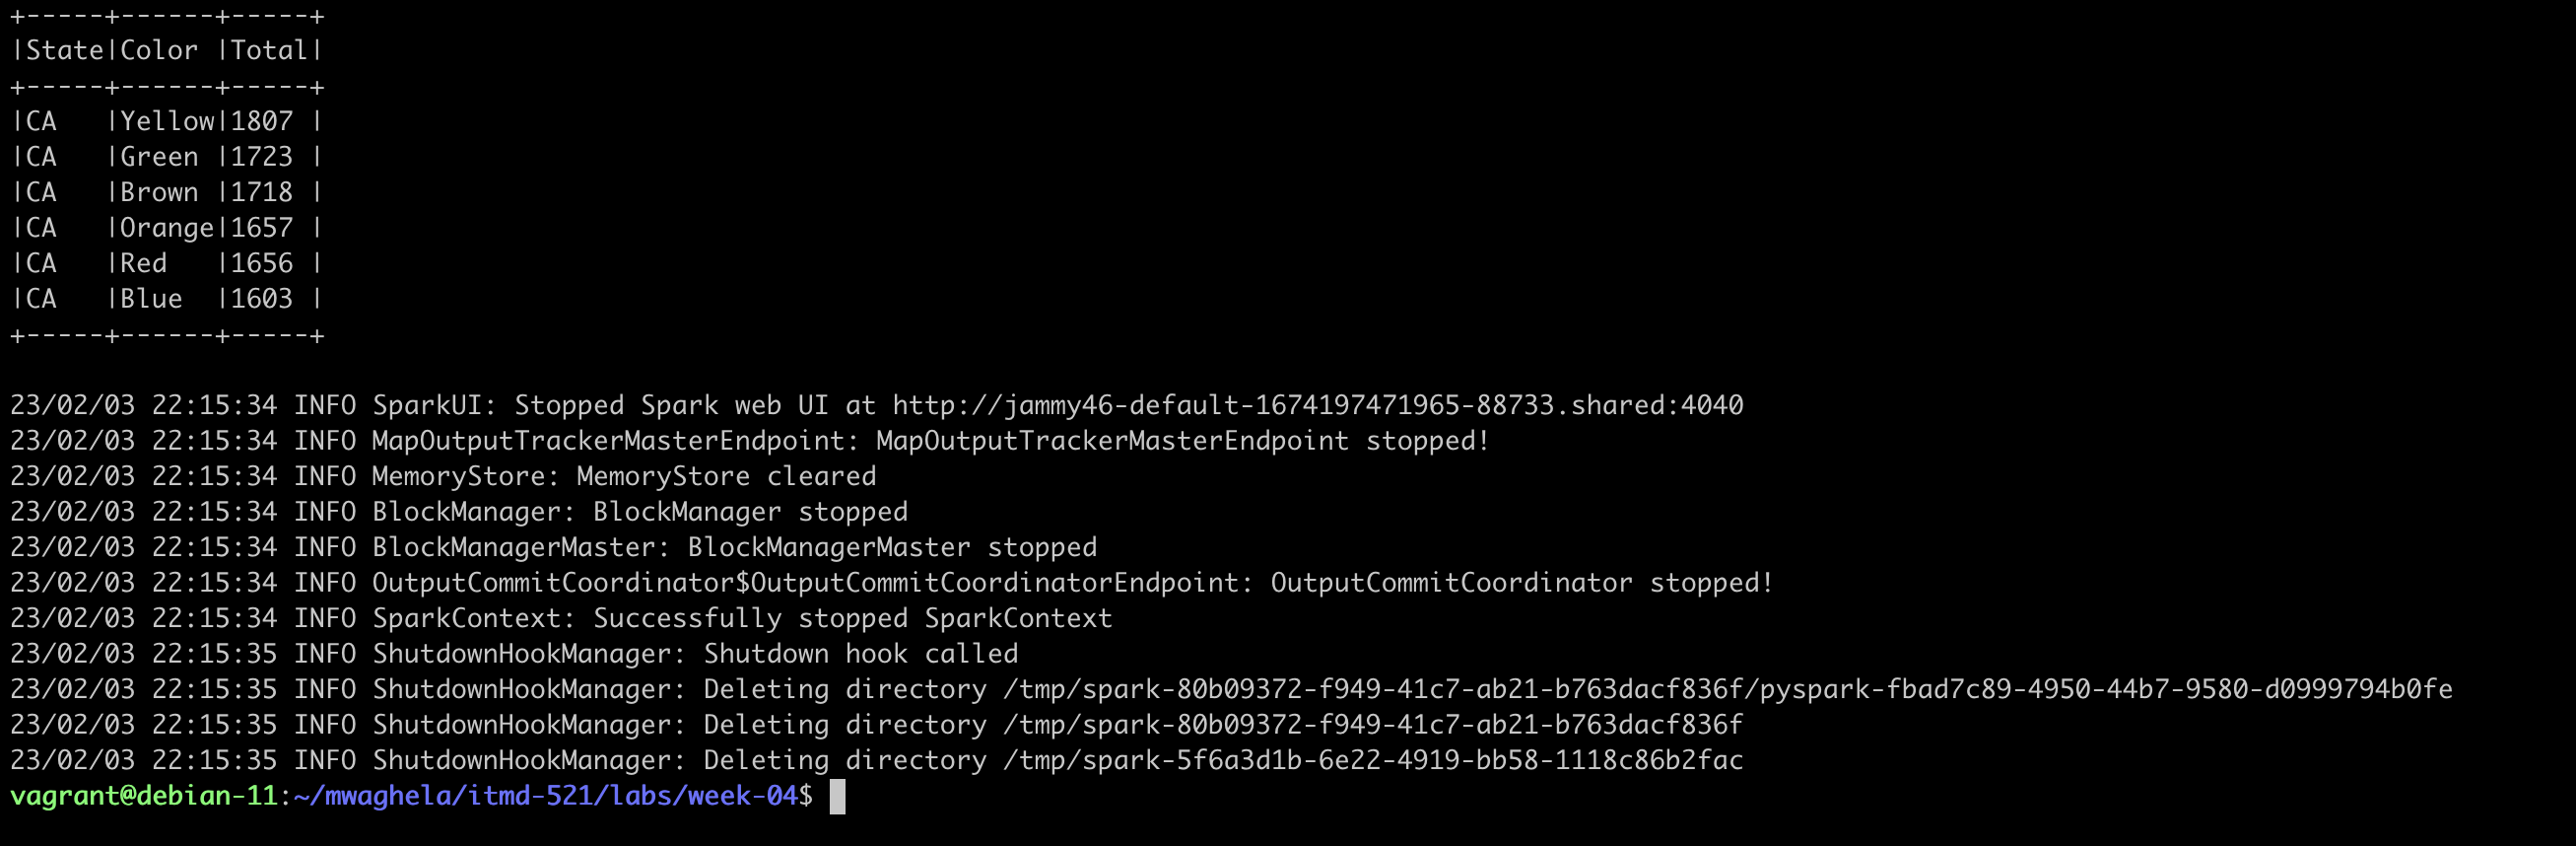 +-----+------+-----+
|State|Color |Total|
+-----+------+-----+
|CA   |Yellow|1807 |
|CA   |Green |1723 |
|CA   |Brown |1718 |
|CA   |Orange|1657 |
|CA   |Red   |1656 |
|CA   |Blue  |1603 |
+-----+------+-----+
23/02/03 22:15:34 INFO SparkUI: Stopped Spark web UI at http://jammy46-default-1674197471965-88733.shared:4040
23/02/03 22:15:34 INFO MapOutputTrackerMasterEndpoint: MapOutputTrackerMasterEndpoint stopped!
23/02/03 22:15:34 INFO MemoryStore: MemoryStore cleared
23/02/03 22:15:34 INFO BlockManager: BlockManager stopped
23/02/03 22:15:34 INFO BlockManagerMaster: BlockManagerMaster stopped
23/02/03 22:15:34 INFO OutputCommitCoordinator$OutputCommitCoordinatorEndpoint: OutputCommitCoordinator stopped!
23/02/03 22:15:34 INFO SparkContext: Successfully stopped SparkContext
23/02/03 22:15:35 INFO ShutdownHookManager: Shutdown hook called
23/02/03 22:15:35 INFO ShutdownHookManager: Deleting directory /tmp/spark-80b09372-f949-41c7-ab21-b763dacf836f/pyspark-fbad7c89-4950-44b7-9580-d0999794b0fe
23/02/03 22:15:35 INFO ShutdownHookManager: Deleting directory /tmp/spark-80b09372-f949-41c7-ab21-b763dacf836f
23/02/03 22:15:35 INFO ShutdownHookManager: Deleting directory /tmp/spark-5f6a3d1b-6e22-4919-bb58-1118c86b2fac
vagrant@debian-11:~/mwaghela/itmd-521/labs/week-04$